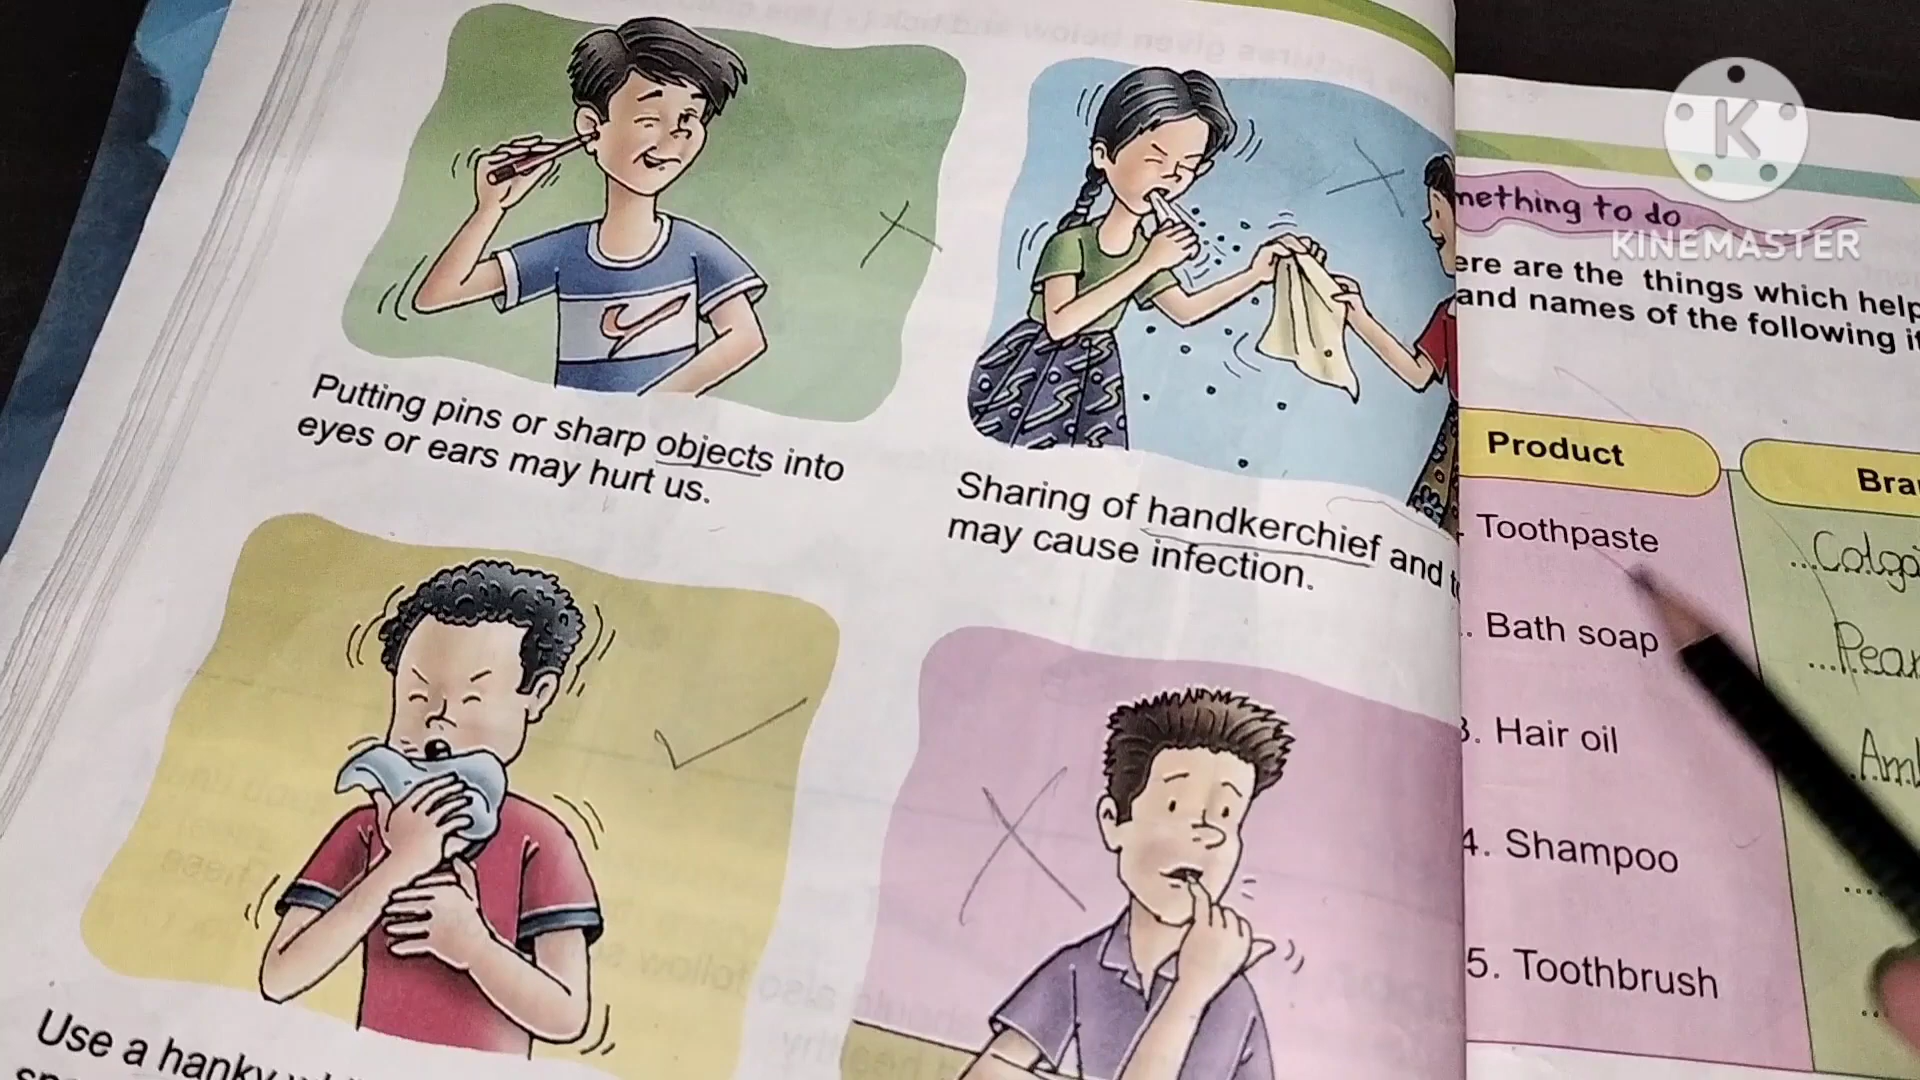 Putting pins or sharp objects into
eyes or ears may hurt us.
Sharing of handkerchief and
may cause infection.
Use a hanky
KINEMASTER
to do
are the things which help
and names of the following
Product
Toothpaste
Bath soap
3. Hair oil
4. Shampoo
5. Toothbrush